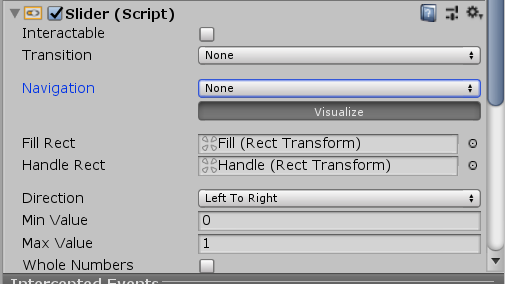 Slider (Script)
Interactable
Transition None
Navigation None
Visualize
Fill Rect Fill (Rect Transform)
Handle Rect Handle (Rect Transform)
Direction Left To Right
Min Value 0
Max Value 1
Whole Numbers
Intercepted Events